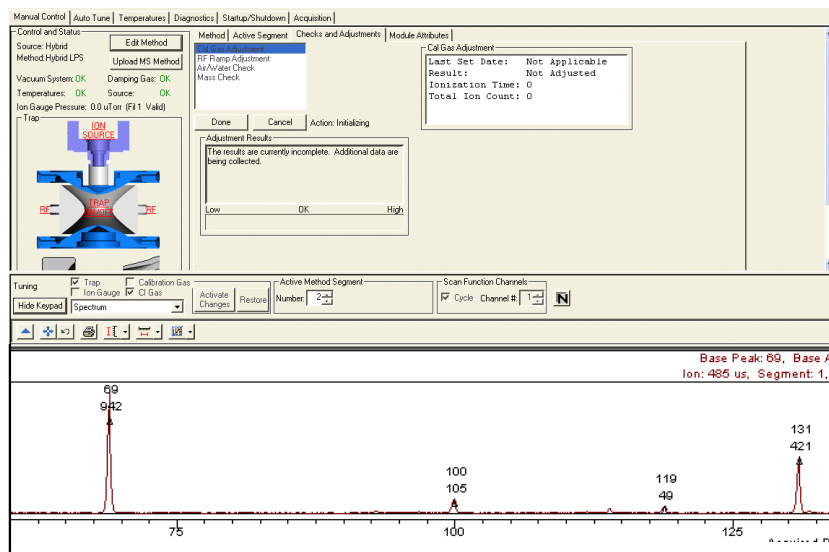 Manual Control Auto Tune Temperatures Diagnostics Startup/Shutdown Acquisition
Control and Status
Source: Hybrid
Edit Method
Method: Hybrid LPS
Upload MS Method
Vacuum System: OK Damping Gas: OK
Temperatures: OK Source: OK
Ion Gauge Pressure: 0.0 uTorr (Fil 1 Valid)
Trap
ION
SOURCE
RF
TRAP
RF
Method Active Segment Checks and Adjustments Module Attributes
Cal Gas Adjustment
RF Ramp Adjustment
Air/Water Check
Mass Check
Done Cancel Action: Initializing
Adjustment Results
The results are currently incomplete. Additional data are
being collected.
Low OK High
Cal Gas Adjustment
Last Set Date: Not Applicable
Result: Not Adjusted
Ionization Time: 0
Total Ion Count: 0
Tuning
Trap Calibration Gas
Ion Gauge CI Gas
Hide Keypad
Spectrum
Activate
Changes
Restore
Active Method Segment
Number: 2
Scan Function Channels
Cycle Channel #: 1
N
Base Peak: 69, Base A
Ion: 485 us, Segment: 1,
69
942
100
105
119
49
131
421
75 100 125